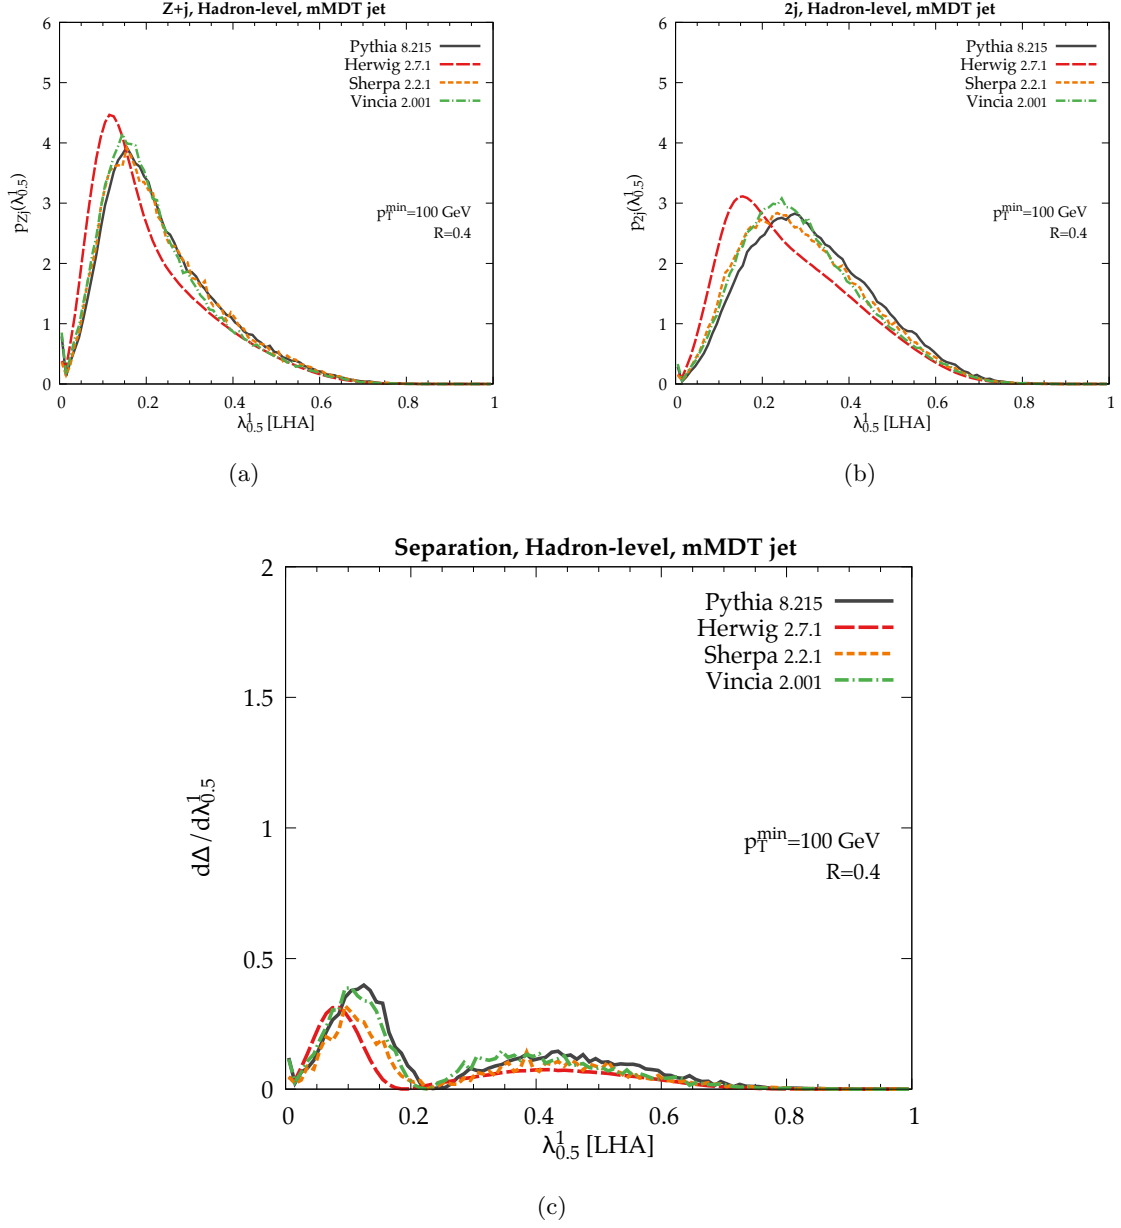 Z+j, Hadron-level, mMDT jet
p_Zj(λ^1_0.5)
6
5
4
3
2
1
0
Pythia 8.215
Herwig 2.7.1
Sherpa 2.2.1
Vincia 2.001
p_T^min=100 GeV
R=0.4
0 0.2 0.4 0.6 0.8 1
λ^1_0.5 [LHA]
(a)
2j, Hadron-level, mMDT jet
p_2j(λ^1_0.5)
6
5
4
3
2
1
0
Pythia 8.215
Herwig 2.7.1
Sherpa 2.2.1
Vincia 2.001
p_T^min=100 GeV
R=0.4
0 0.2 0.4 0.6 0.8 1
λ^1_0.5 [LHA]
(b)
Separation, Hadron-level, mMDT jet
dΔ/dλ^1_0.5
2
1.5
1
0.5
0
Pythia 8.215
Herwig 2.7.1
Sherpa 2.2.1
Vincia 2.001
p_T^min=100 GeV
R=0.4
0 0.2 0.4 0.6 0.8 1
λ^1_0.5 [LHA]
(c)